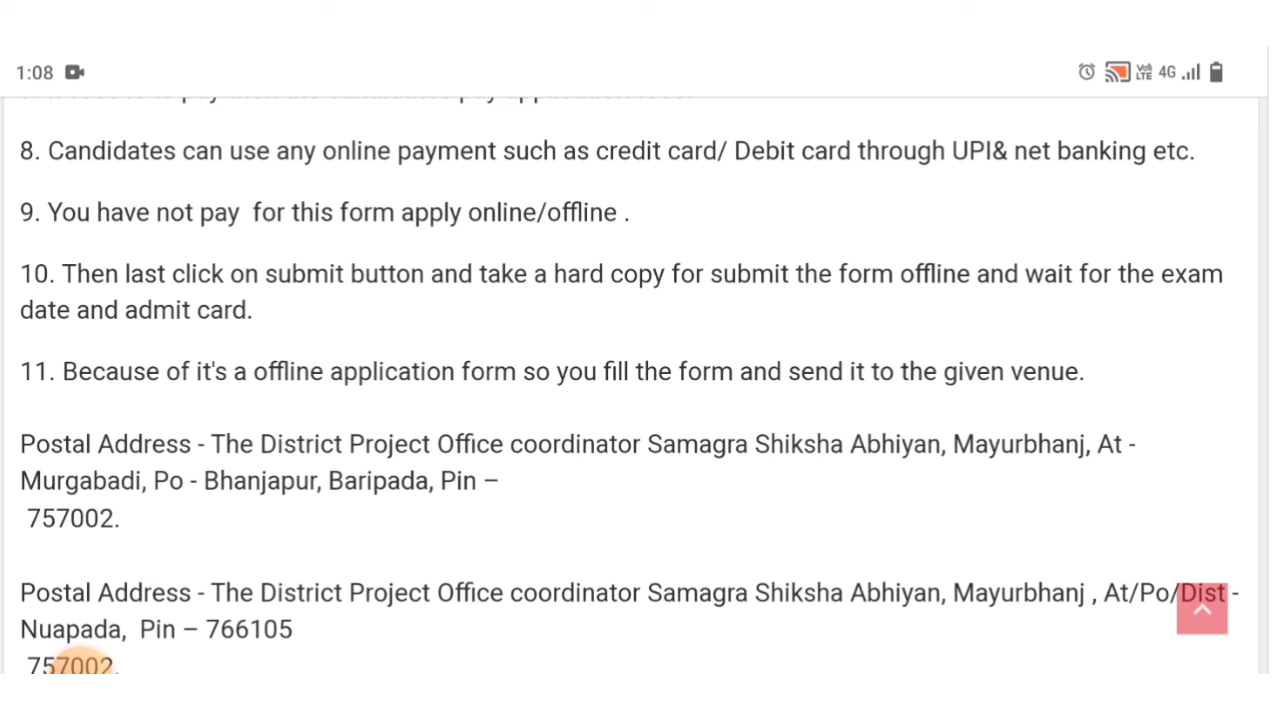 1:08
Vo) LTE 4G
8. Candidates can use any online payment such as credit card/ Debit card through UPI& net banking etc.
9. You have not pay  for this form apply online/offline .
10. Then last click on submit button and take a hard copy for submit the form offline and wait for the exam
date and admit card.
11. Because of it's a offline application form so you fill the form and send it to the given venue.
Postal Address - The District Project Office coordinator Samagra Shiksha Abhiyan, Mayurbhanj, At -
Murgabadi, Po - Bhanjapur, Baripada, Pin –
757002.
Postal Address - The District Project Office coordinator Samagra Shiksha Abhiyan, Mayurbhanj , At/Po/Dist -
Nuapada,  Pin – 766105
757002.